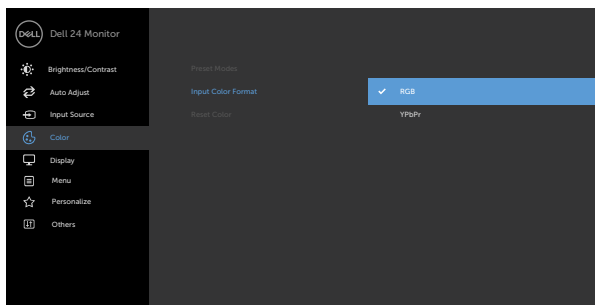 DELL
Dell 24 Monitor
Brightness/Contrast
Auto Adjust
Input Source
Color
Display
Menu
Personalize
Others
Preset Modes
Input Color Format
Reset Color
RGB
YPbPr